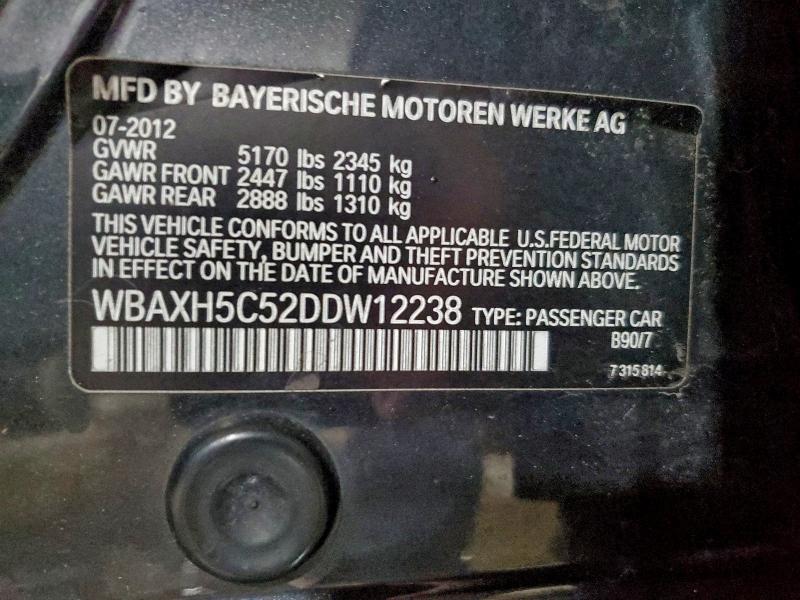 MFD BY BAYERISCHE MOTOREN WERKE AG
07-2012
GVWR 5170 lbs 2345 kg
GAWR FRONT 2447 lbs 1110 kg
GAWR REAR 2888 lbs 1310 kg
THIS VEHICLE CONFORMS TO ALL APPLICABLE U.S.FEDERAL MOTOR
VEHICLE SAFETY, BUMPER AND THEFT PREVENTION STANDARDS
IN EFFECT ON THE DATE OF MANUFACTURE SHOWN ABOVE.
WBAXH5C52DDW12238 TYPE: PASSENGER CAR
B90/7
7 315 814